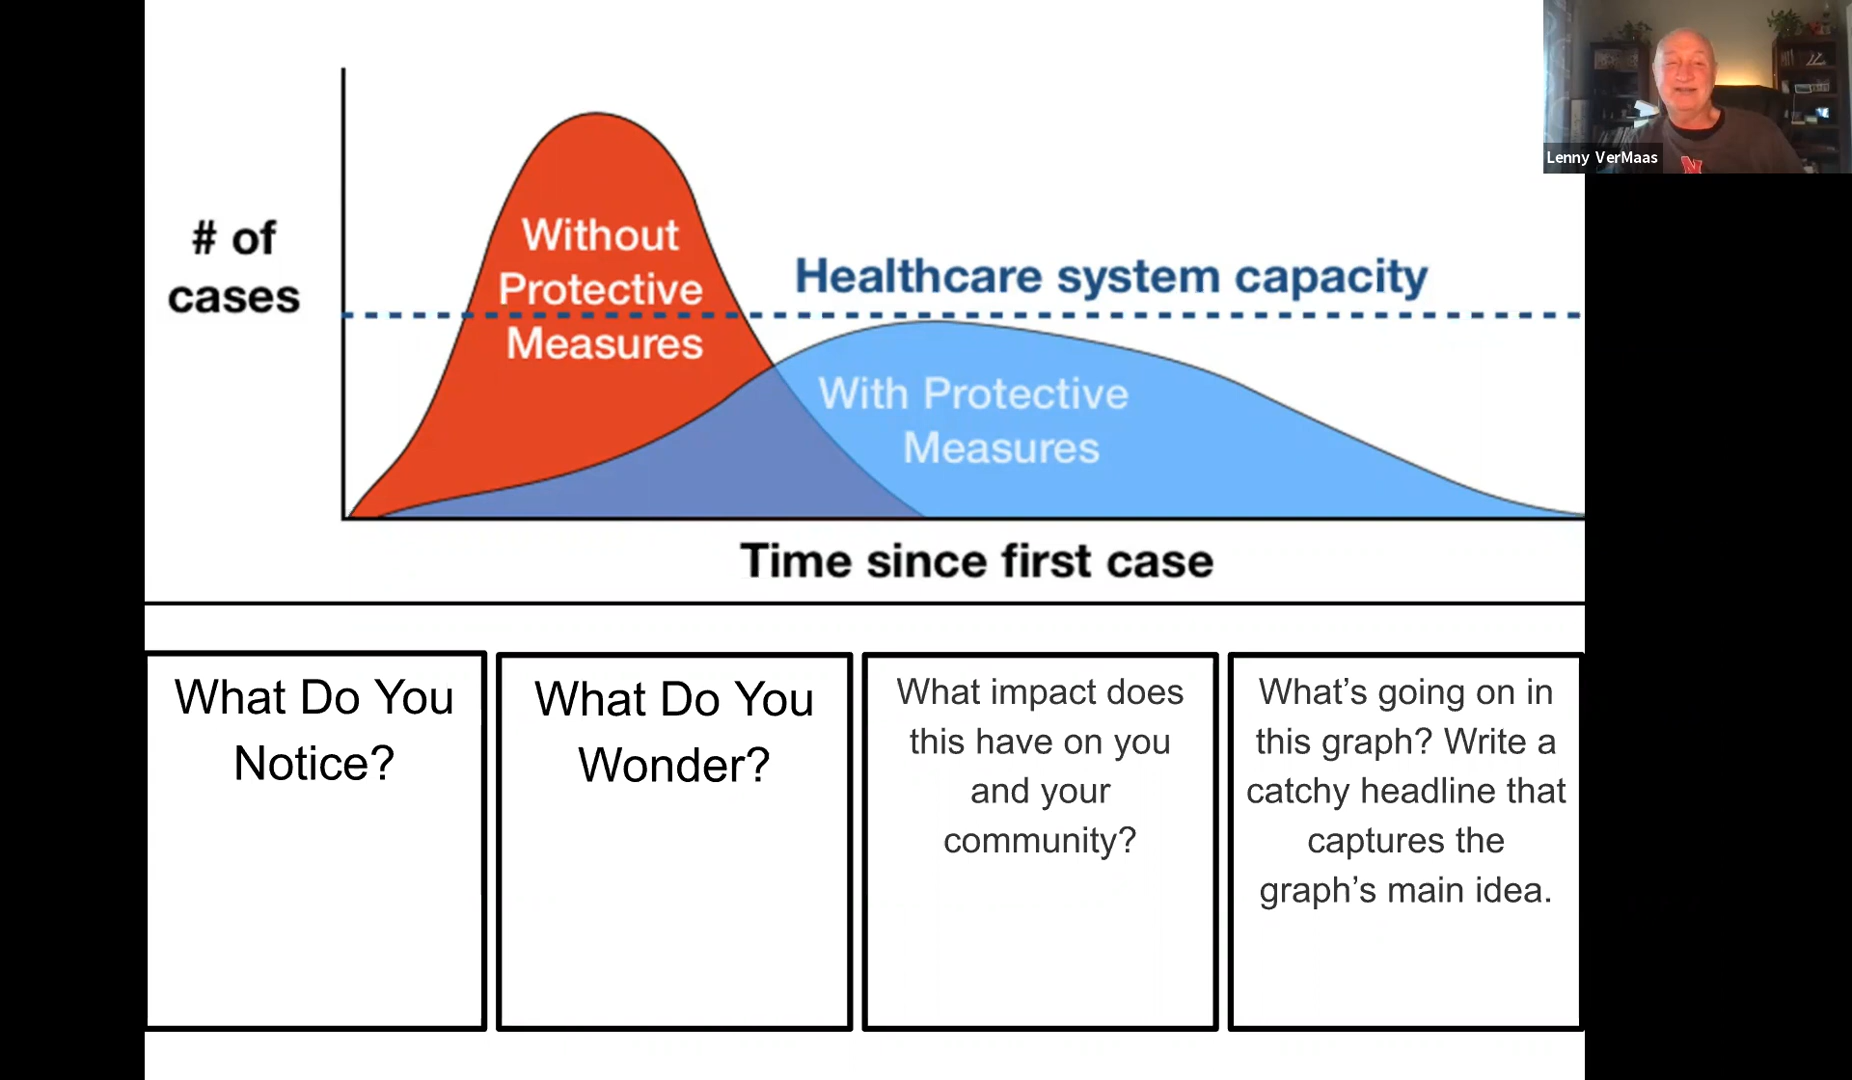 Lenny VerMaas
# of
cases
Without
Protective
Measures
Healthcare system capacity
With Protective
Measures
Time since first case
What Do You
Notice?
What Do You
Wonder?
What impact does
this have on you
and your
community?
What’s going on in
this graph? Write a
catchy headline that
captures the
graph’s main idea.
N